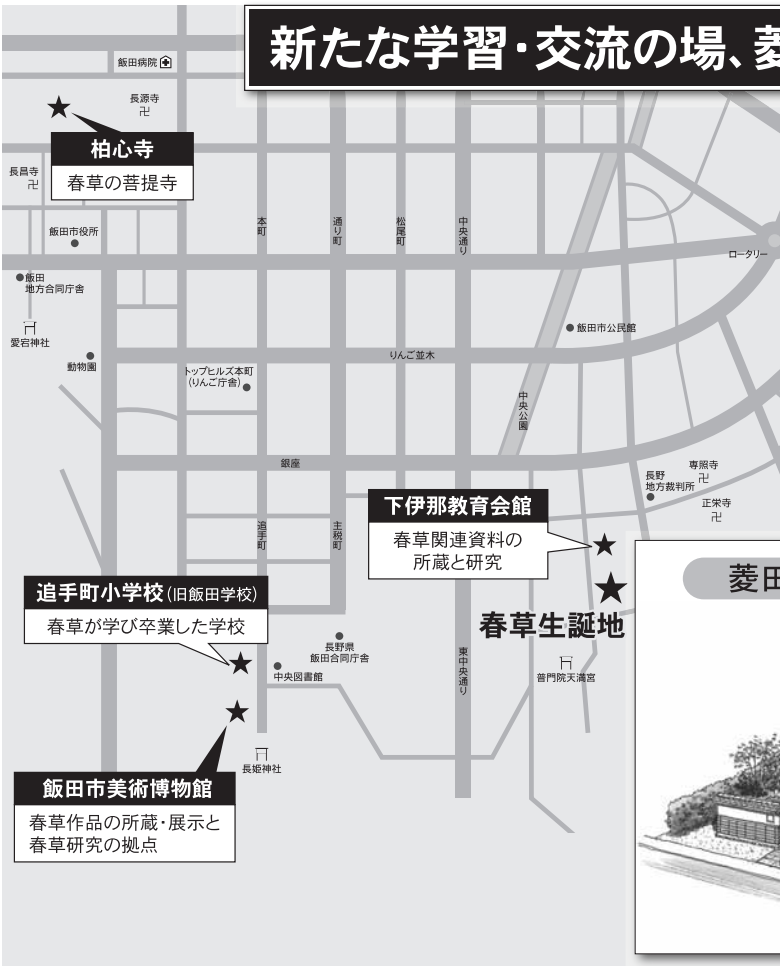 新たな学習・交流の場、菱
飯田病院
長源寺
柏心寺
春草の菩提寺
長昌寺
飯田市役所
本町
通り町
松尾町
中央通り
ロータリー
飯田
地方合同庁舎
愛宕神社
動物園
飯田市公民館
りんご並木
トップヒルズ本町
(りんご庁舎)
中央公園
銀座
専照寺
長野
地方裁判所
正栄寺
下伊那教育会館
春草関連資料の
所蔵と研究
追手町
主税町
菱田
追手町小学校(旧飯田学校)
春草が学び卒業した学校
春草生誕地
長野県
飯田合同庁舎
中央図書館
東中央通り
普門院天満宮
長姫神社
飯田市美術博物館
春草作品の所蔵・展示と
春草研究の拠点